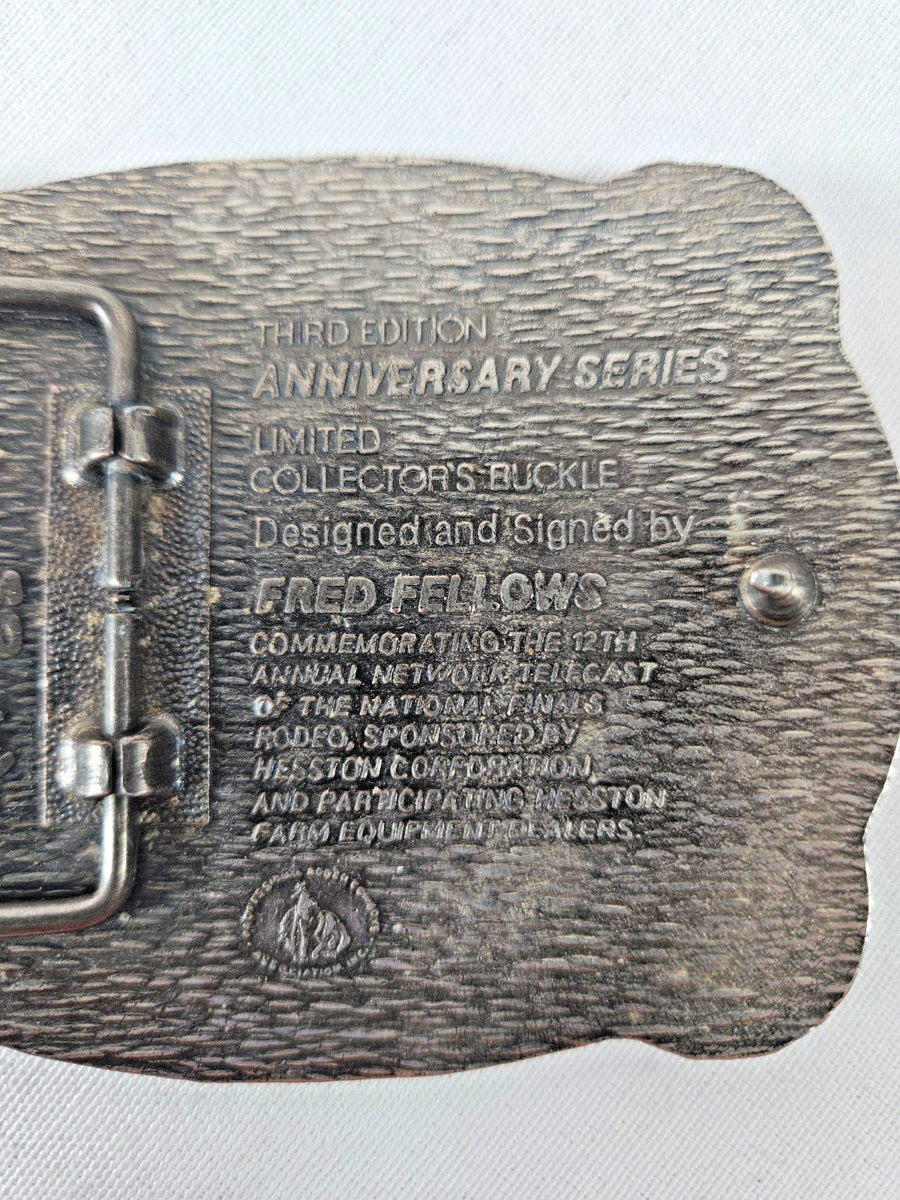 THIRD EDITION
ANNIVERSARY SERIES
LIMITED
COLLECTOR'S BUCKLE
Designed and Signed by
FRED FELLOWS
COMMEMORATING THE 12TH
ANNUAL NETWORK TELECAST
OF THE NATIONAL FINALS
RODEO, SPONSORED BY
HESSTON CORPORATION,
AND PARTICIPATING HESSTON
FARM EQUIPMENT DEALERS.